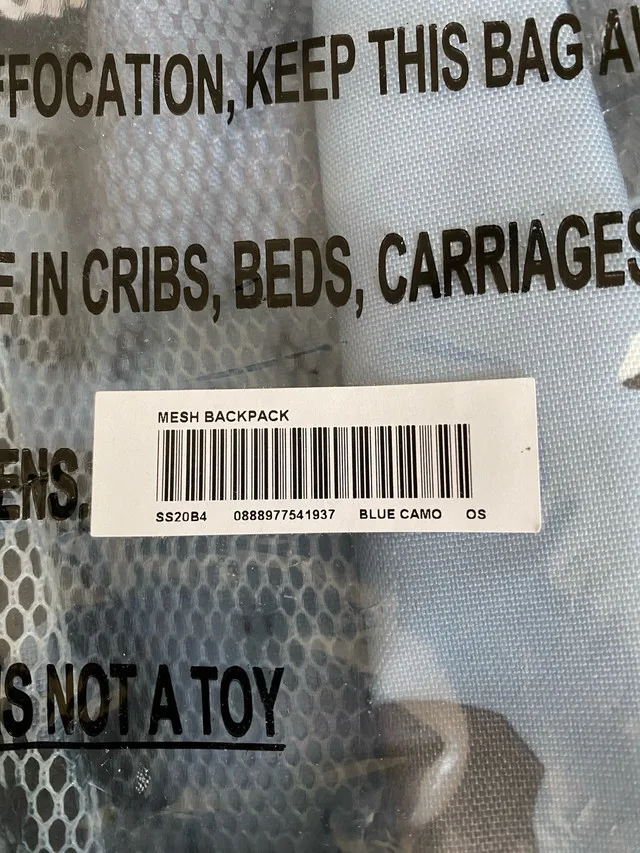 FFOCATION, KEEP THIS BAG A
E IN CRIBS, BEDS, CARRIAGES
ENS.
MESH BACKPACK
SS20B4 0888977541937 BLUE CAMO OS
S NOT A TOY